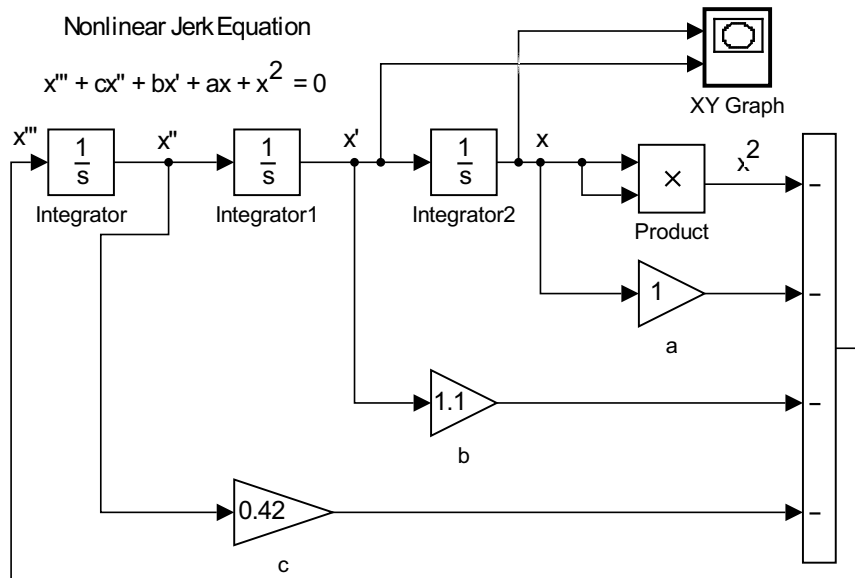 Nonlinear Jerk Equation
x''' + cx'' + bx' + ax + x² = 0
XY Graph
x'''
1
s
Integrator
x''
1
s
Integrator1
x'
1
s
Integrator2
x
×
Product
x²
−
1
a
−
1.1
b
−
0.42
c
−